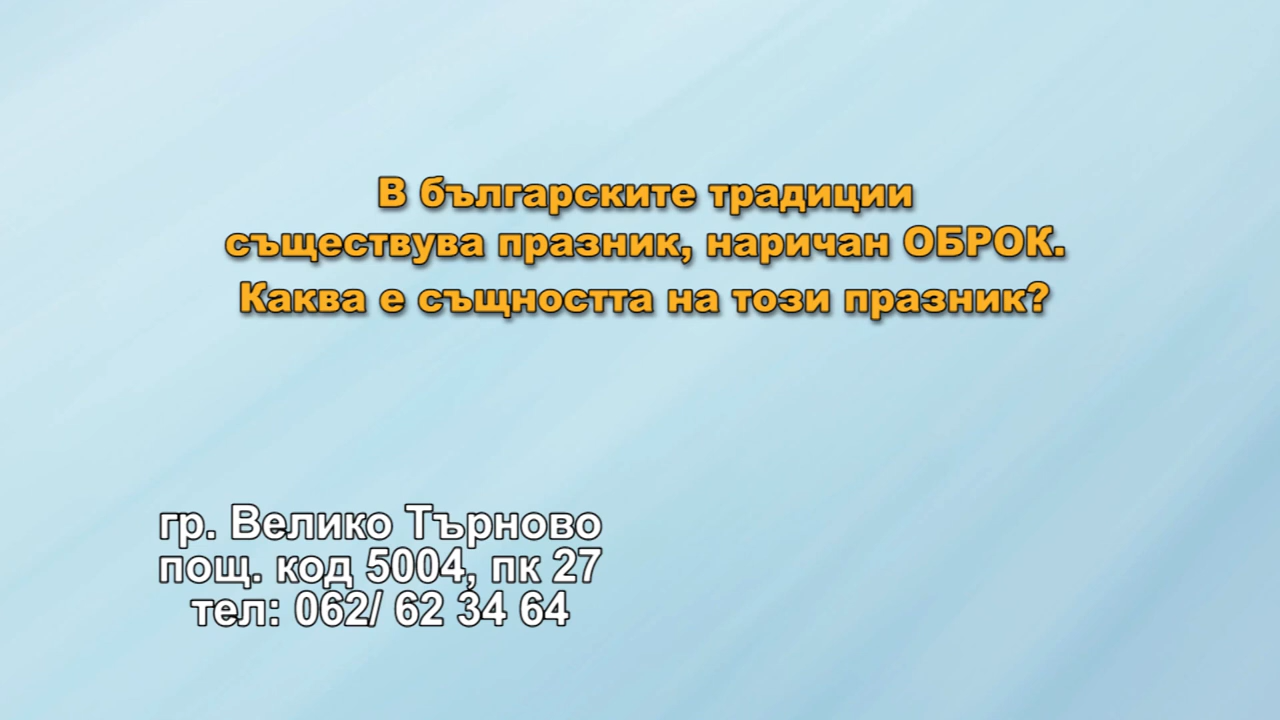 В българските традиции
съществува празник, наричан ОБРОК.
Каква е същността на този празник?
гр. Велико Търново
пощ. код 5004, пк 27
тел: 062/ 62 34 64